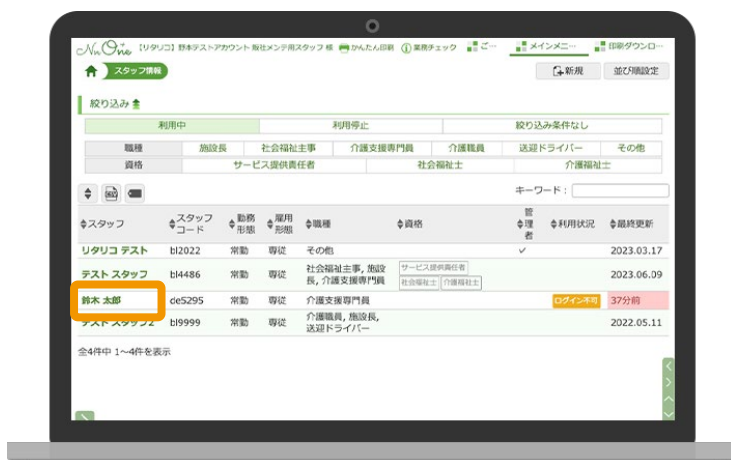 NnOne 【リタリコ】野本テストアカウント 販社メンテ用スタッフ 様 かんたん印刷 業務チェック ご… メインメニ… 印刷ダウンロ…
スタッフ情報 新規 並び順設定
絞り込み
利用中 利用停止 絞り込み条件なし
職種 施設長 社会福祉主事 介護支援専門員 介護職員 送迎ドライバー その他
資格 サービス提供責任者 社会福祉士 介護福祉士
キーワード：
スタッフ スタッフコード 勤務形態 雇用形態 職種 資格 管理者 利用状況 最終更新
リタリコ テスト bl2022 常勤 専従 その他 ✓ 2023.03.17
テスト スタッフ bl4486 常勤 専従 社会福祉主事, 施設長, 介護支援専門員 サービス提供責任者 社会福祉士 介護福祉士 2023.06.09
鈴木 太郎 de5295 常勤 専従 介護支援専門員 ログイン不可 37分前
テスト スタッフ2 bl9999 常勤 専従 介護職員, 施設長, 送迎ドライバー 2022.05.11
全4件中 1～4件を表示